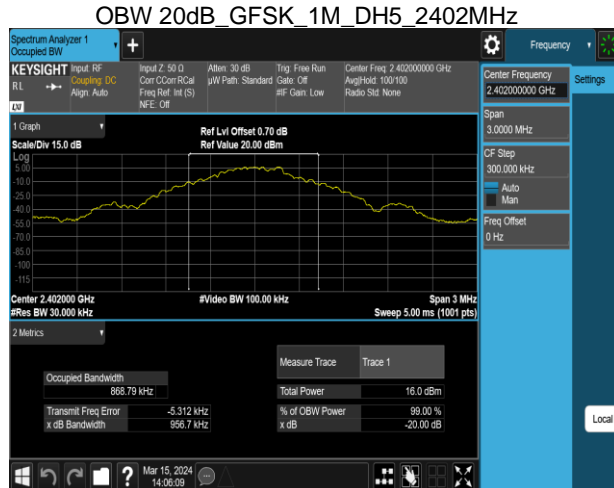 OBW 20dB_GFSK_1M_DH5_2402MHz
Spectrum Analyzer 1
Occupied BW
Frequency
KEYSIGHT
RL
LXI
Input: RF
Coupling: DC
Align: Auto
Input Z: 50 Ω
Corr CCorr RCal
Freq Ref: Int (S)
NFE: Off
Atten: 30 dB
µW Path: Standard
Trig: Free Run
Gate: Off
#IF Gain: Low
Center Freq: 2.402000000 GHz
Avg|Hold: 100/100
Radio Std: None
Center Frequency
2.402000000 GHz
Settings
Span
3.0000 MHz
CF Step
300.000 kHz
Auto
Man
Freq Offset
0 Hz
Local
1 Graph
Scale/Div 15.0 dB
Ref Lvl Offset 0.70 dB
Ref Value 20.00 dBm
Log
5.00
-10.0
-25.0
-40.0
-55.0
-70.0
-85.0
-100
-115
Center 2.402000 GHz
#Video BW 100.00 kHz
Span 3 MHz
#Res BW 30.000 kHz
Sweep 5.00 ms (1001 pts)
2 Metrics
Measure Trace
Trace 1
Occupied Bandwidth
868.79 kHz
Total Power
16.0 dBm
Transmit Freq Error
-5.312 kHz
% of OBW Power
99.00 %
x dB Bandwidth
956.7 kHz
x dB
-20.00 dB
?
Mar 15, 2024
14:06:09